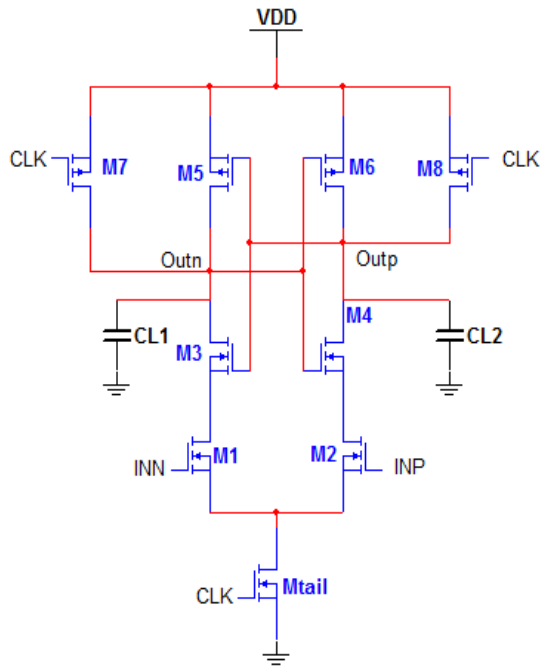 VDD
CLK
M7
M5
M6
M8
CLK
Outn
Outp
CL1
M3
M4
CL2
INN
M1
M2
INP
CLK
Mtail